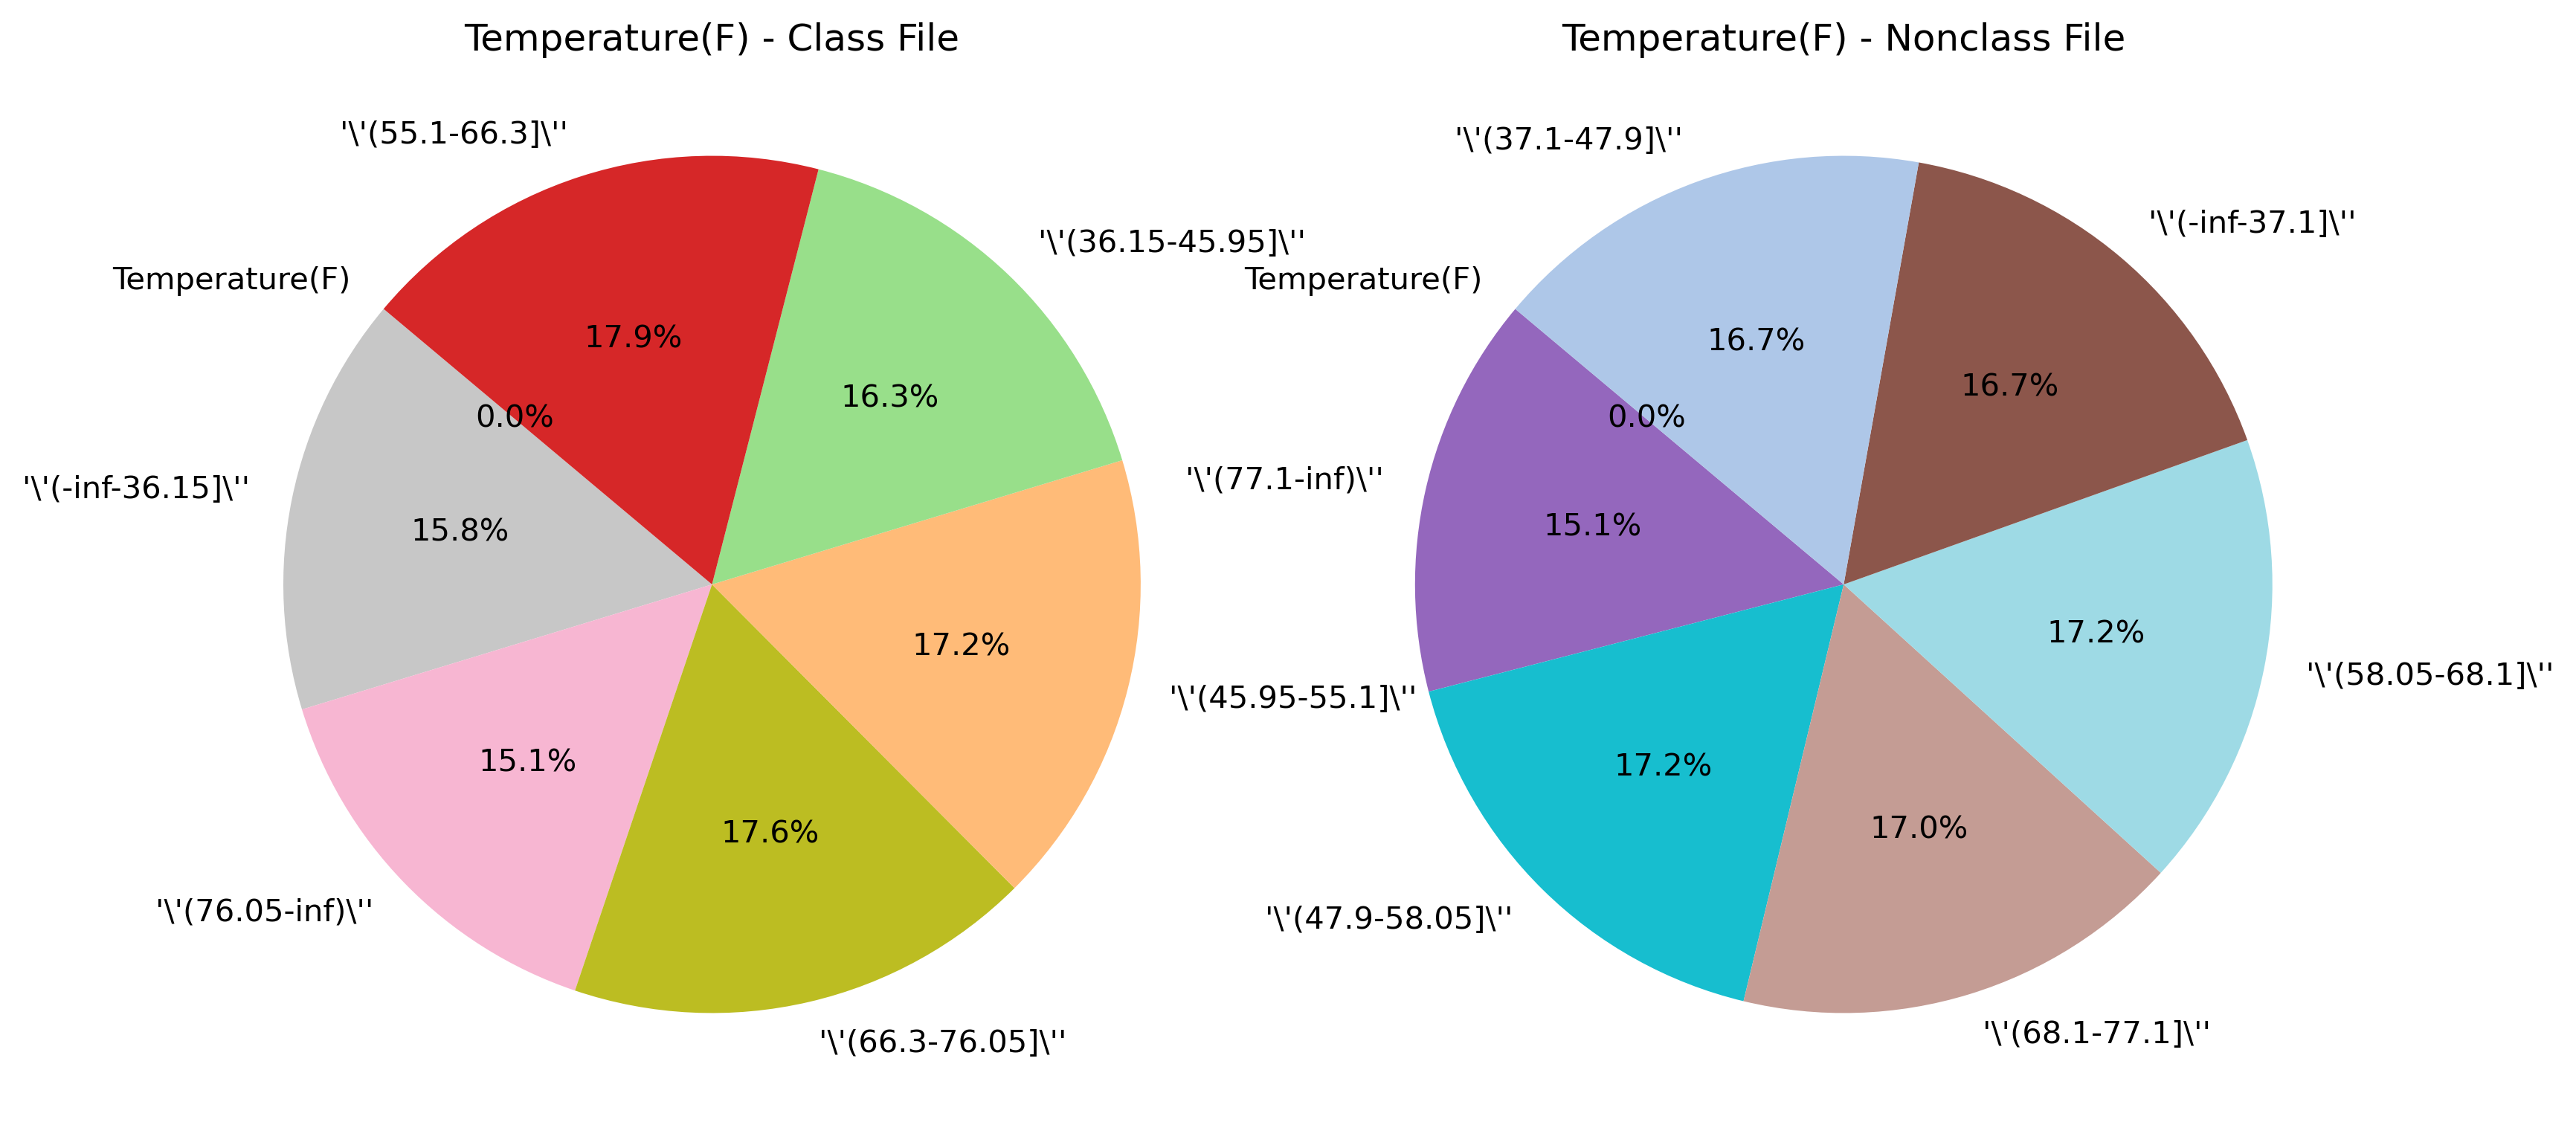 Temperature(F) - Class File
'\'(55.1-66.3]\''
'\'(36.15-45.95]\''
Temperature(F)
17.9%
16.3%
0.0%
'\'(-inf-36.15]\''
15.8%
17.2%
'\'(45.95-55.1]\''
15.1%
17.6%
'\'(76.05-inf)\''
'\'(66.3-76.05]\''
Temperature(F) - Nonclass File
'\'(37.1-47.9]\''
'\'(-inf-37.1]\''
Temperature(F)
16.7%
16.7%
0.0%
'\'(77.1-inf)\''
15.1%
17.2%
'\'(58.05-68.1]\''
17.2%
17.0%
'\'(47.9-58.05]\''
'\'(68.1-77.1]\''